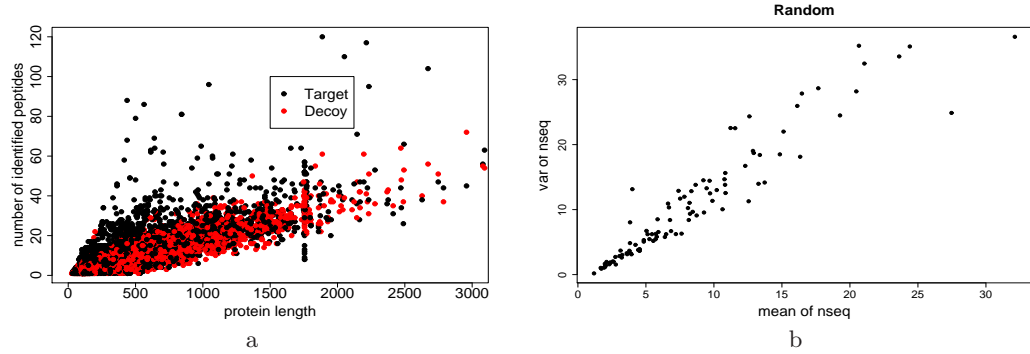 number of identified peptides
120
100
80
60
40
20
0
Target
Decoy
0 500 1000 1500 2000 2500 3000
protein length
a
Random
var of nseq
30
20
10
0
0 5 10 15 20 25 30
mean of nseq
b